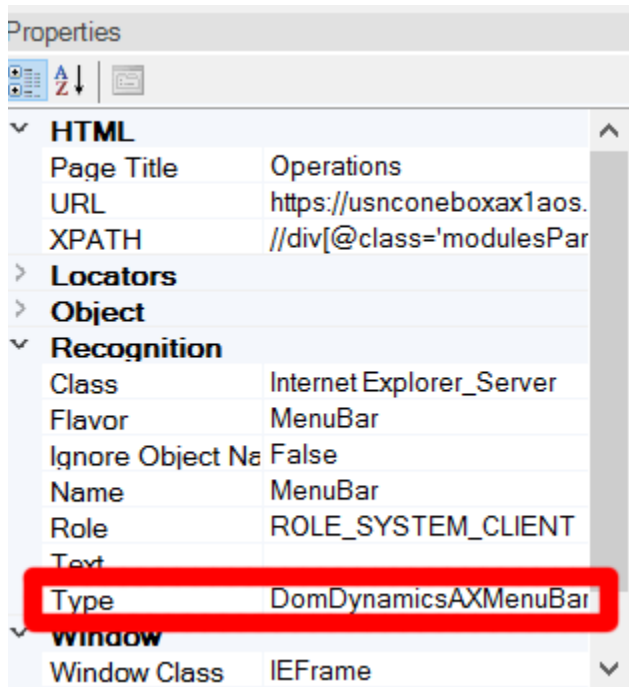 Properties
HTML
Page Title Operations
URL https://usnconeboxax1aos.
XPATH //div[@class='modulesPar
Locators
Object
Recognition
Class Internet Explorer_Server
Flavor MenuBar
Ignore Object Na False
Name MenuBar
Role ROLE_SYSTEM_CLIENT
Text
Type DomDynamicsAXMenuBar
Window
Window Class IEFrame